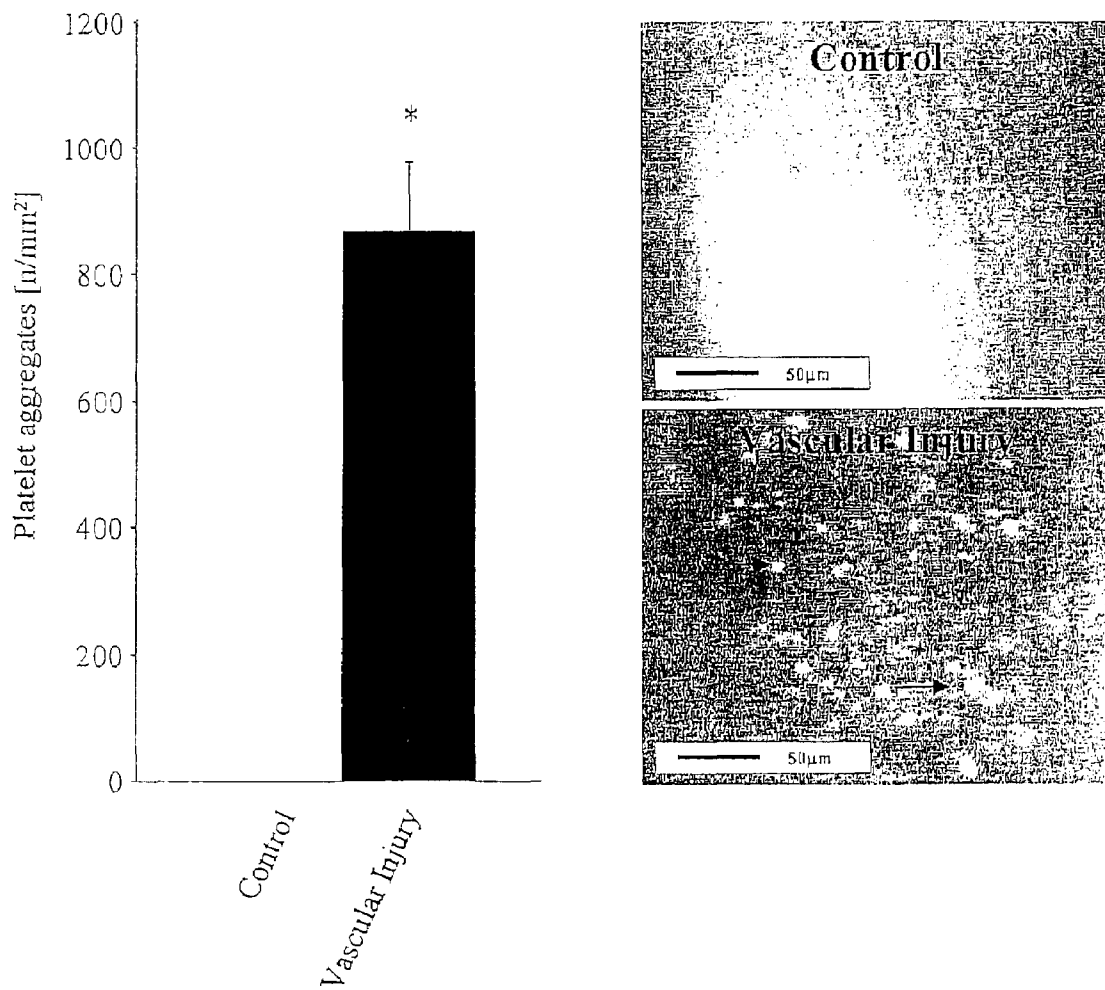 1200
1000
800
600
400
200
0
Platelet aggregates [n/mm²]
*
Control
Vascular Injury
Control
50µm
Vascular Injury
50µm